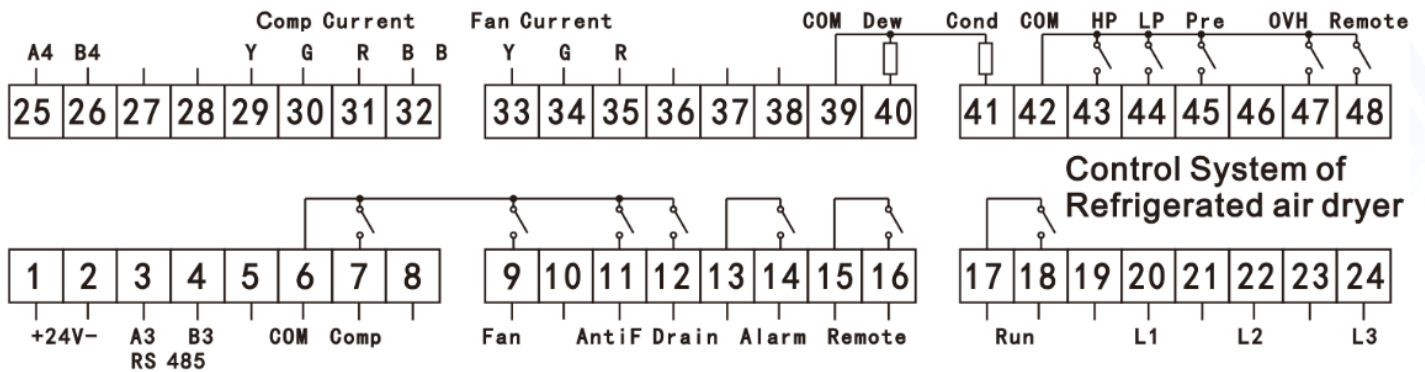 Comp Current Fan Current COM Dew Cond COM HP LP Pre OVH Remote
A4 B4 Y G R B B Y G R
25 26 27 28 29 30 31 32 33 34 35 36 37 38 39 40 41 42 43 44 45 46 47 48
Control System of
Refrigerated air dryer
1 2 3 4 5 6 7 8 9 10 11 12 13 14 15 16 17 18 19 20 21 22 23 24
+24V- A3 B3 COM Comp Fan AntiF Drain Alarm Remote Run L1 L2 L3
RS 485